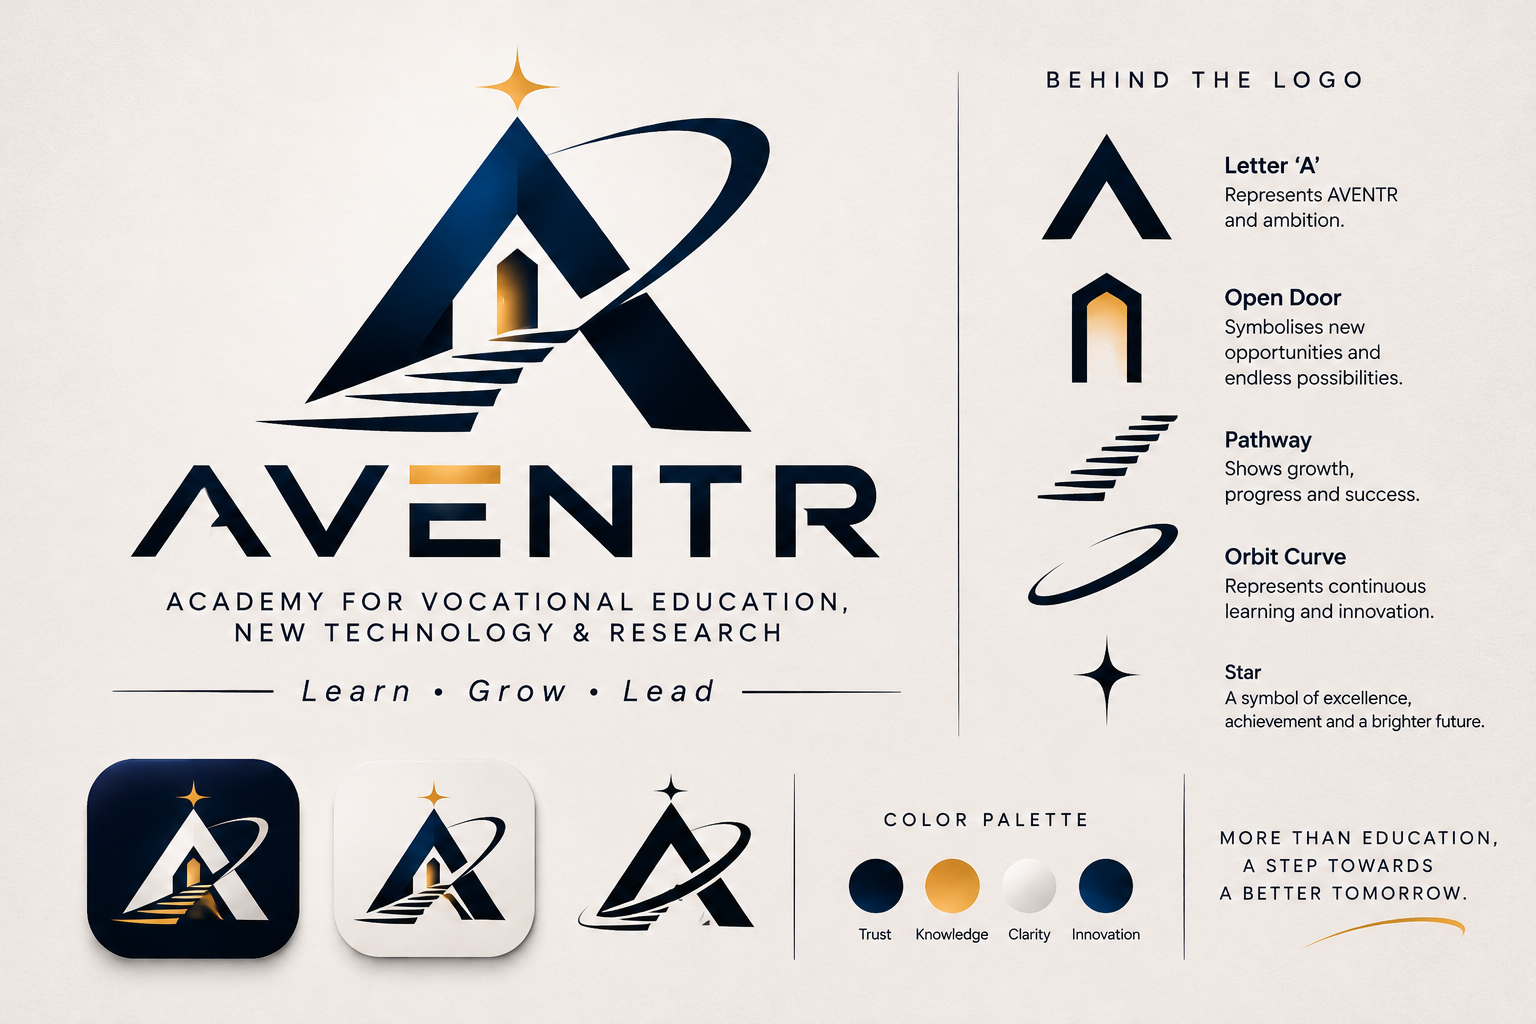 AVENTR
ACADEMY FOR VOCATIONAL EDUCATION,
NEW TECHNOLOGY & RESEARCH
Learn • Grow • Lead
BEHIND THE LOGO
Letter ‘A’
Represents AVENTR
and ambition.
Open Door
Symbolises new
opportunities and
endless possibilities.
Pathway
Shows growth,
progress and success.
Orbit Curve
Represents continuous
learning and innovation.
Star
A symbol of excellence,
achievement and a brighter future.
COLOR PALETTE
Trust
Knowledge
Clarity
Innovation
MORE THAN EDUCATION,
A STEP TOWARDS
A BETTER TOMORROW.